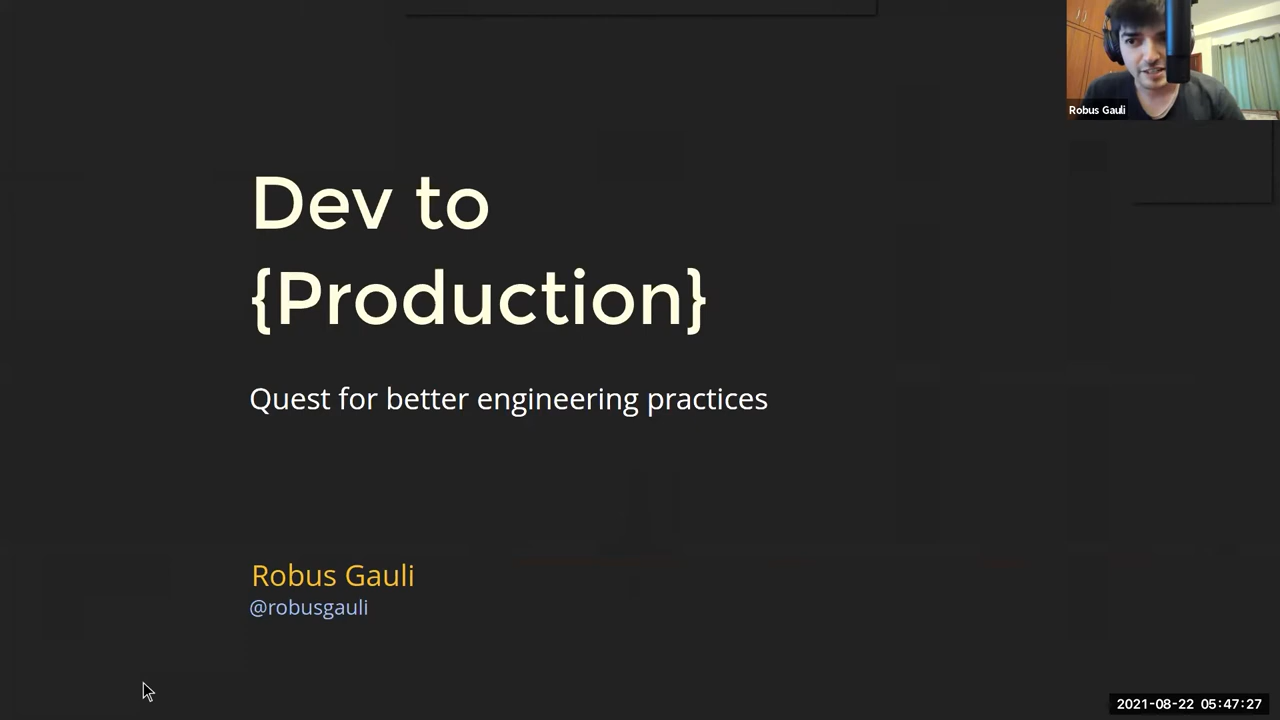 Robus Gauli
Dev to
{Production}
Quest for better engineering practices
Robus Gauli
@robusgauli
2021-08-22 05:47:27